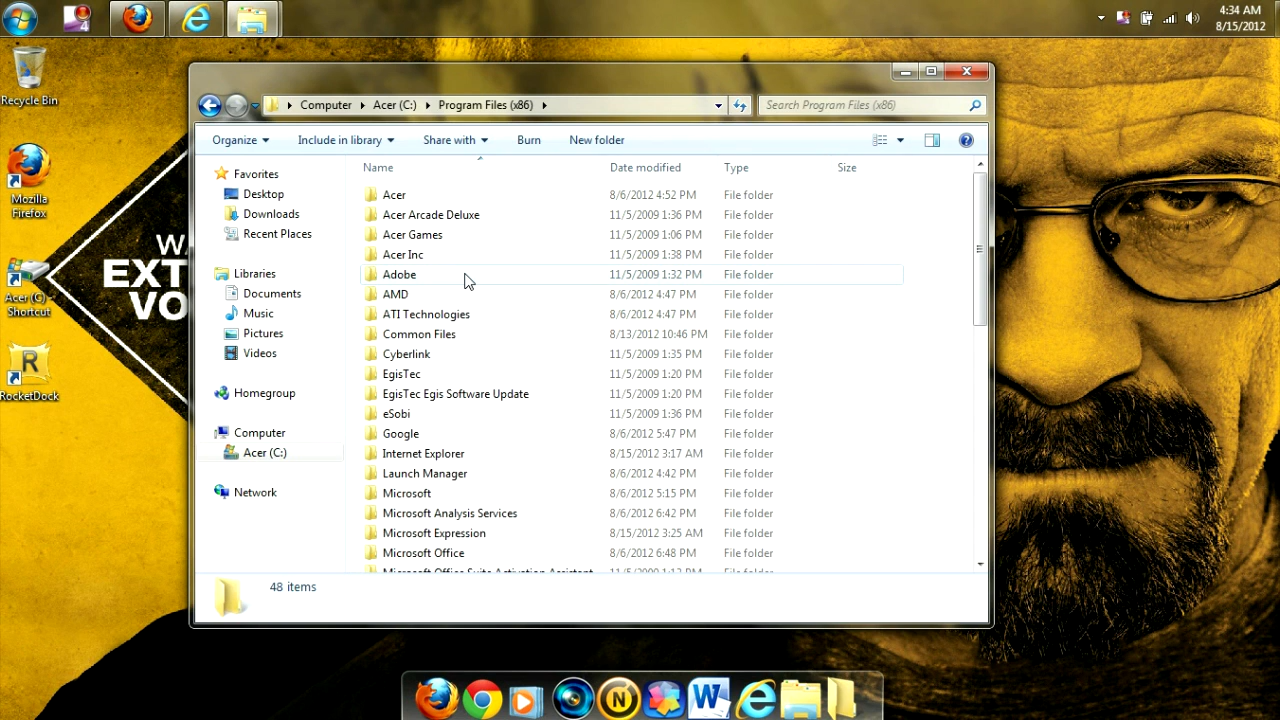 4:34 AM
8/15/2012
Recycle Bin
Mozilla
Firefox
Acer (C) -
Shortcut
RocketDock
W
EXT
VO
Computer Acer (C:) Program Files (x86)
Search Program Files (x86)
Organize Include in library Share with Burn New folder
Name Date modified Type Size
Favorites
Desktop
Downloads
Recent Places
Libraries
Documents
Music
Pictures
Videos
Homegroup
Computer
Acer (C:)
Network
Acer 8/6/2012 4:52 PM File folder
Acer Arcade Deluxe 11/5/2009 1:36 PM File folder
Acer Games 11/5/2009 1:06 PM File folder
Acer Inc 11/5/2009 1:38 PM File folder
Adobe 11/5/2009 1:32 PM File folder
AMD 8/6/2012 4:47 PM File folder
ATI Technologies 8/6/2012 4:47 PM File folder
Common Files 8/13/2012 10:46 PM File folder
Cyberlink 11/5/2009 1:35 PM File folder
EgisTec 11/5/2009 1:20 PM File folder
EgisTec Egis Software Update 11/5/2009 1:20 PM File folder
eSobi 11/5/2009 1:36 PM File folder
Google 8/6/2012 5:47 PM File folder
Internet Explorer 8/15/2012 3:17 AM File folder
Launch Manager 8/6/2012 4:42 PM File folder
Microsoft 8/6/2012 5:15 PM File folder
Microsoft Analysis Services 8/6/2012 6:42 PM File folder
Microsoft Expression 8/15/2012 3:25 AM File folder
Microsoft Office 8/6/2012 6:48 PM File folder
Microsoft Office Suite Activation Assistant 11/5/2009 1:12 PM File folder
48 items